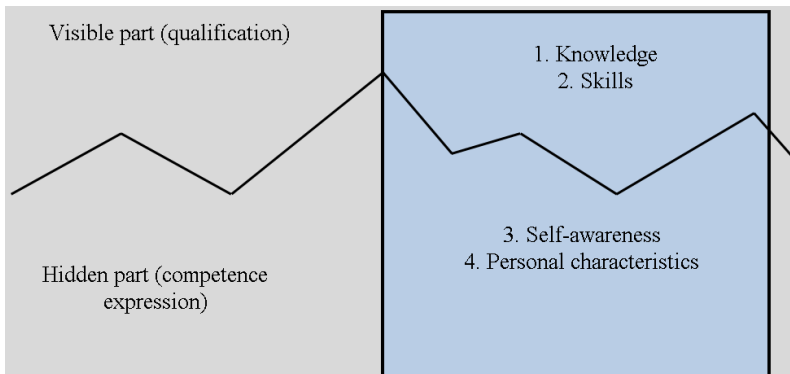 Visible part (qualification)
1. Knowledge
2. Skills
3. Self-awareness
4. Personal characteristics
Hidden part (competence
expression)